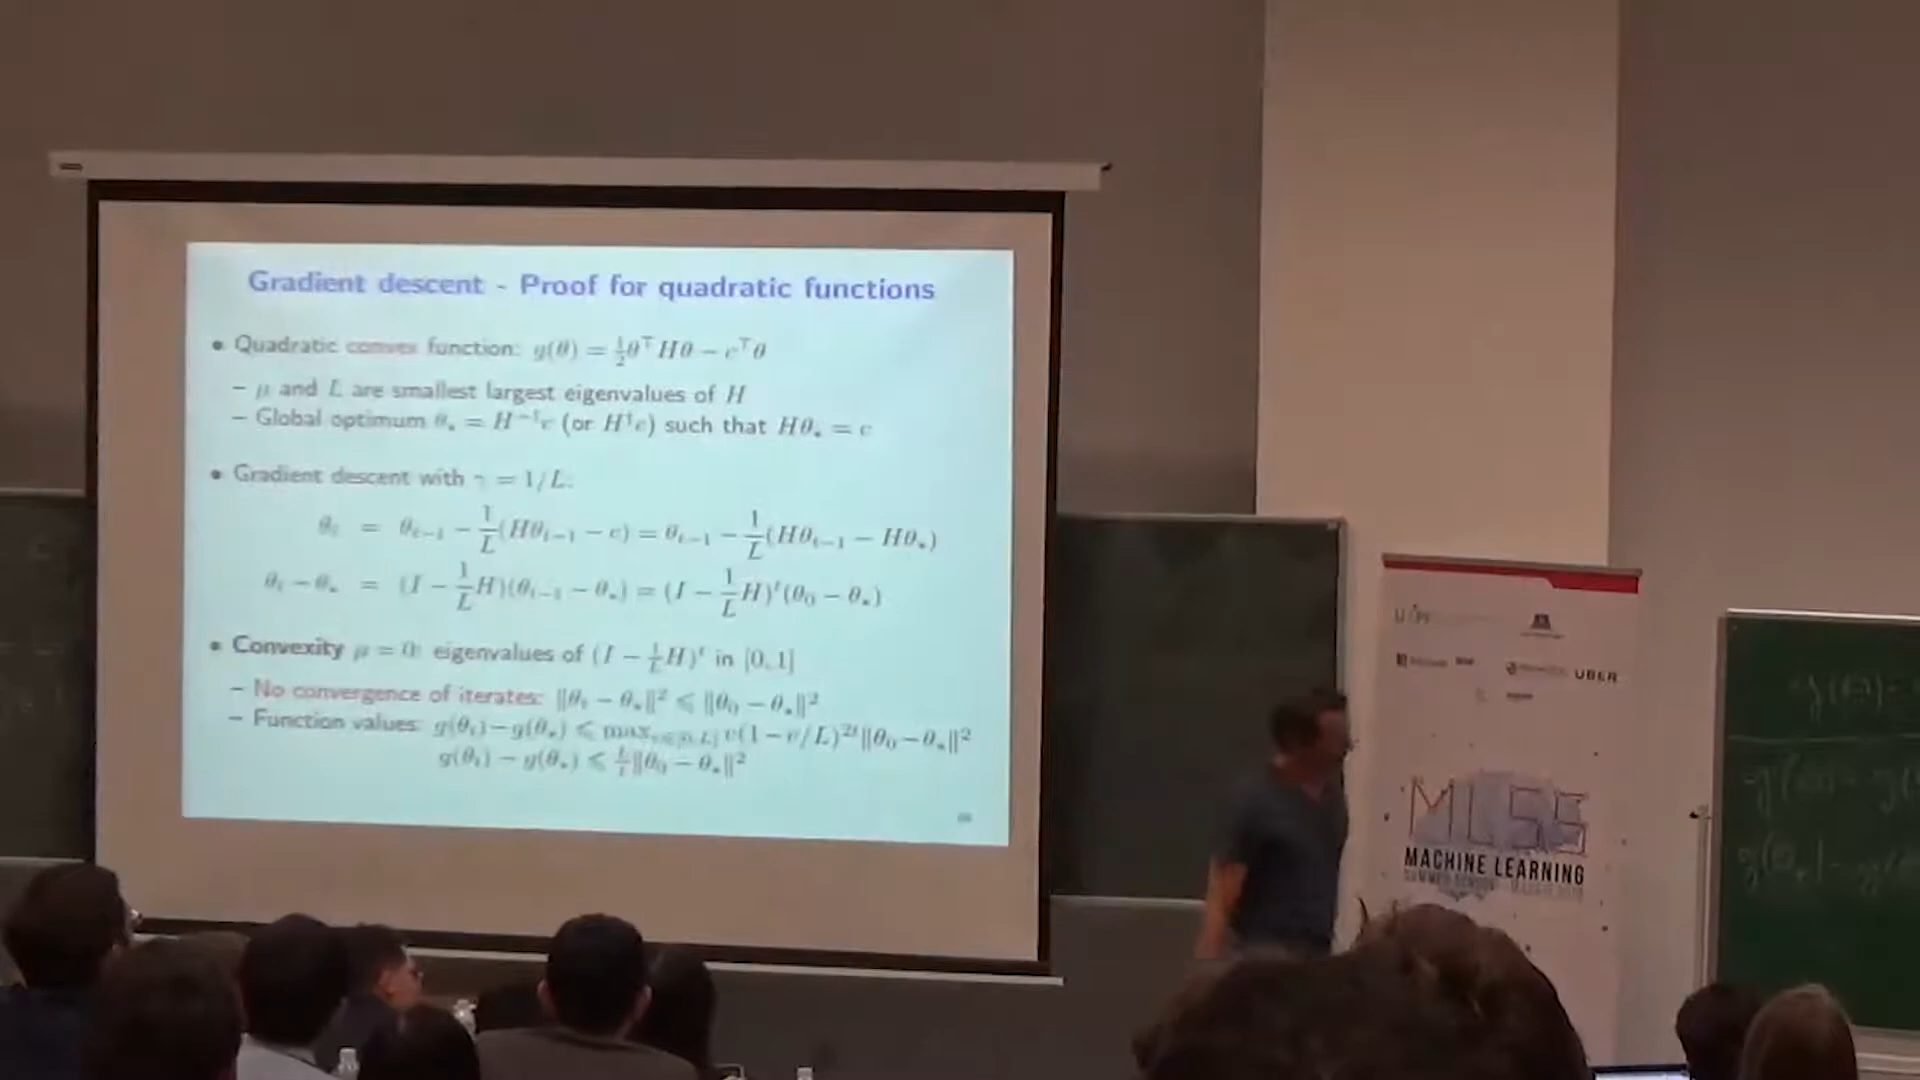 Gradient descent - Proof for quadratic functions
• Quadratic convex function: g(θ) = ½θ⊤Hθ − c⊤θ
– μ and L are smallest largest eigenvalues of H
– Global optimum θ* = H⁻¹c (or H†c) such that Hθ* = c
• Gradient descent with γ = 1/L:
θt = θt−1 − 1/L (Hθt−1 − c) = θt−1 − 1/L (Hθt−1 − Hθ*)
θt − θ* = (I − 1/L H)(θt−1 − θ*) = (I − 1/L H)^t (θ0 − θ*)
• Convexity μ = 0: eigenvalues of (I − 1/L H)^t in [0, 1]
– No convergence of iterates: ‖θt − θ*‖² ⩽ ‖θ0 − θ*‖²
– Function values: g(θt) − g(θ*) ⩽ max v∈[0,L] v(1 − v/L)^2t ‖θ0 − θ*‖²
g(θt) − g(θ*) ⩽ L/t ‖θ0 − θ*‖²
UBER
MLSS
MACHINE LEARNING